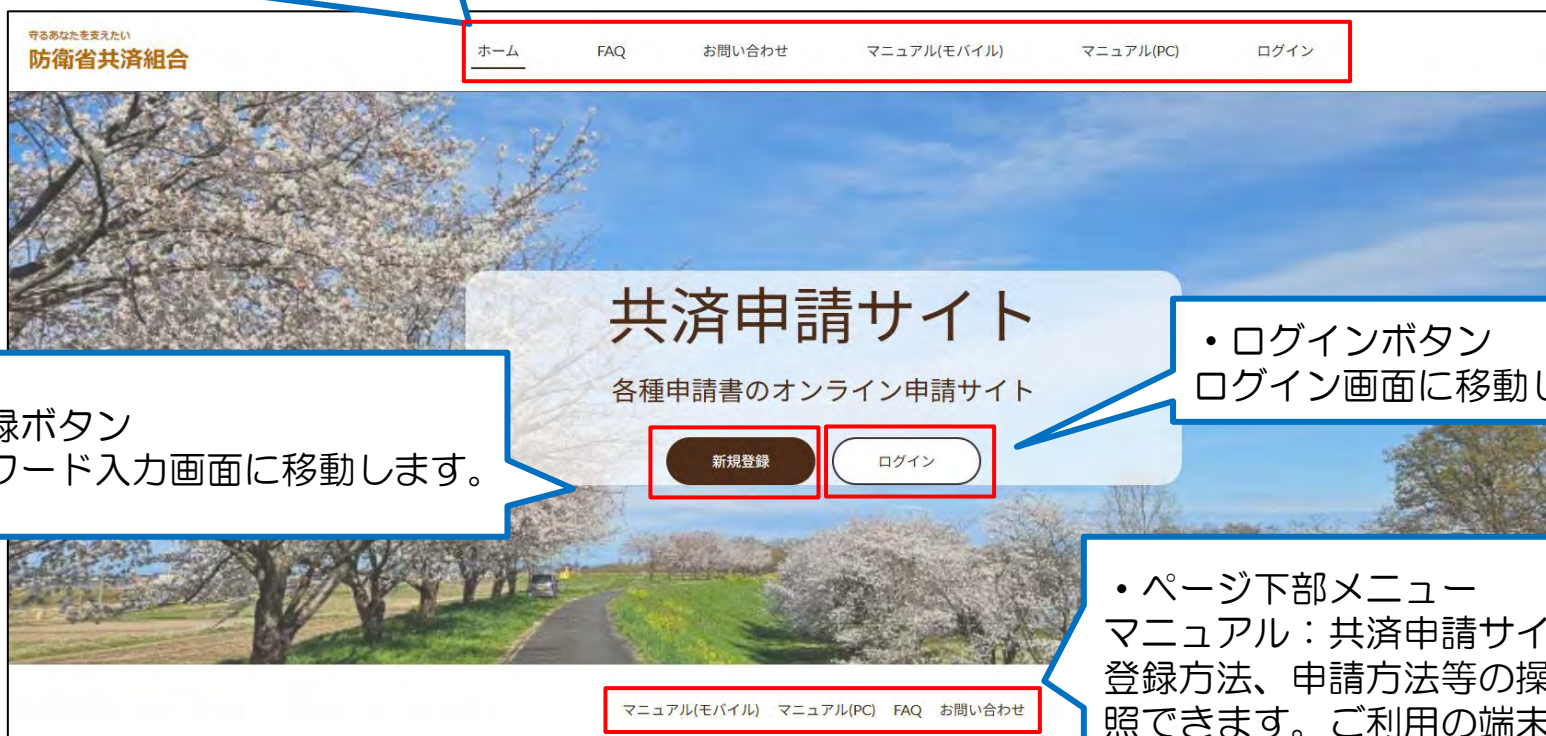 守るあなたを支えたい
防衛省共済組合
ホーム FAQ お問い合わせ マニュアル(モバイル) マニュアル(PC) ログイン
共済申請サイト
各種申請書のオンライン申請サイト
新規登録 ログイン
・ログインボタン
ログイン画面に移動し
録ボタン
ワード入力画面に移動します。
・ページ下部メニュー
マニュアル：共済申請サイ
登録方法、申請方法等の操
照できます。ご利用の端末
マニュアル(モバイル) マニュアル(PC) FAQ お問い合わせ